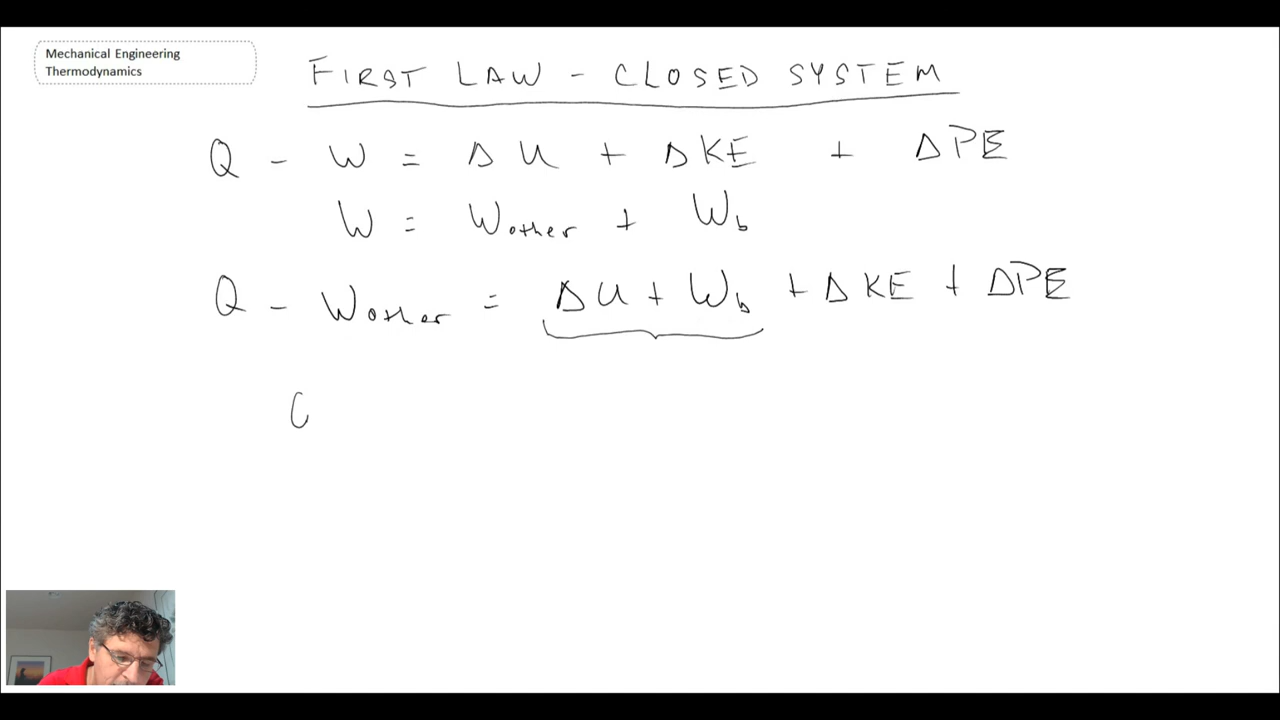 Mechanical Engineering
Thermodynamics
FIRST LAW - CLOSED SYSTEM
Q - W = ΔU + ΔKE + ΔPE
W = Wother + Wb
Q - Wother = ΔU + Wb + ΔKE + ΔPE